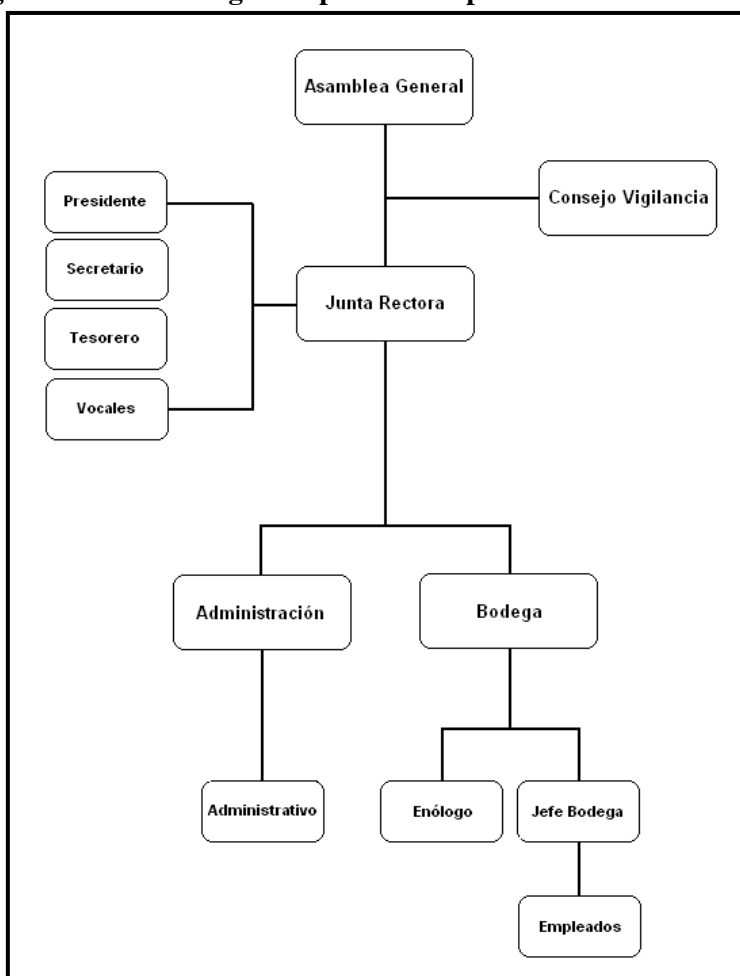 Asamblea General
Consejo Vigilancia
Presidente
Secretario
Junta Rectora
Tesorero
Vocales
Administración
Bodega
Administrativo
Enólogo
Jefe Bodega
Empleados